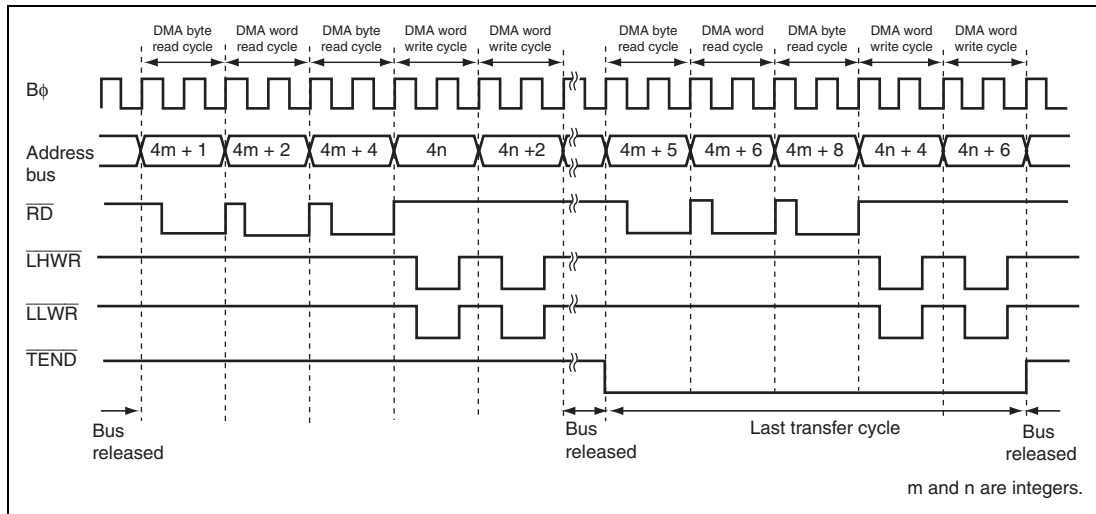 DMA byte read cycle
DMA word read cycle
DMA byte read cycle
DMA word write cycle
DMA word write cycle
DMA byte read cycle
DMA word read cycle
DMA byte read cycle
DMA word write cycle
DMA word write cycle
Bϕ
Address bus
4m + 1
4m + 2
4m + 4
4n
4n +2
4m + 5
4m + 6
4m + 8
4n + 4
4n + 6
RD
LHWR
LLWR
TEND
Bus released
Bus released
Last transfer cycle
Bus released
m and n are integers.